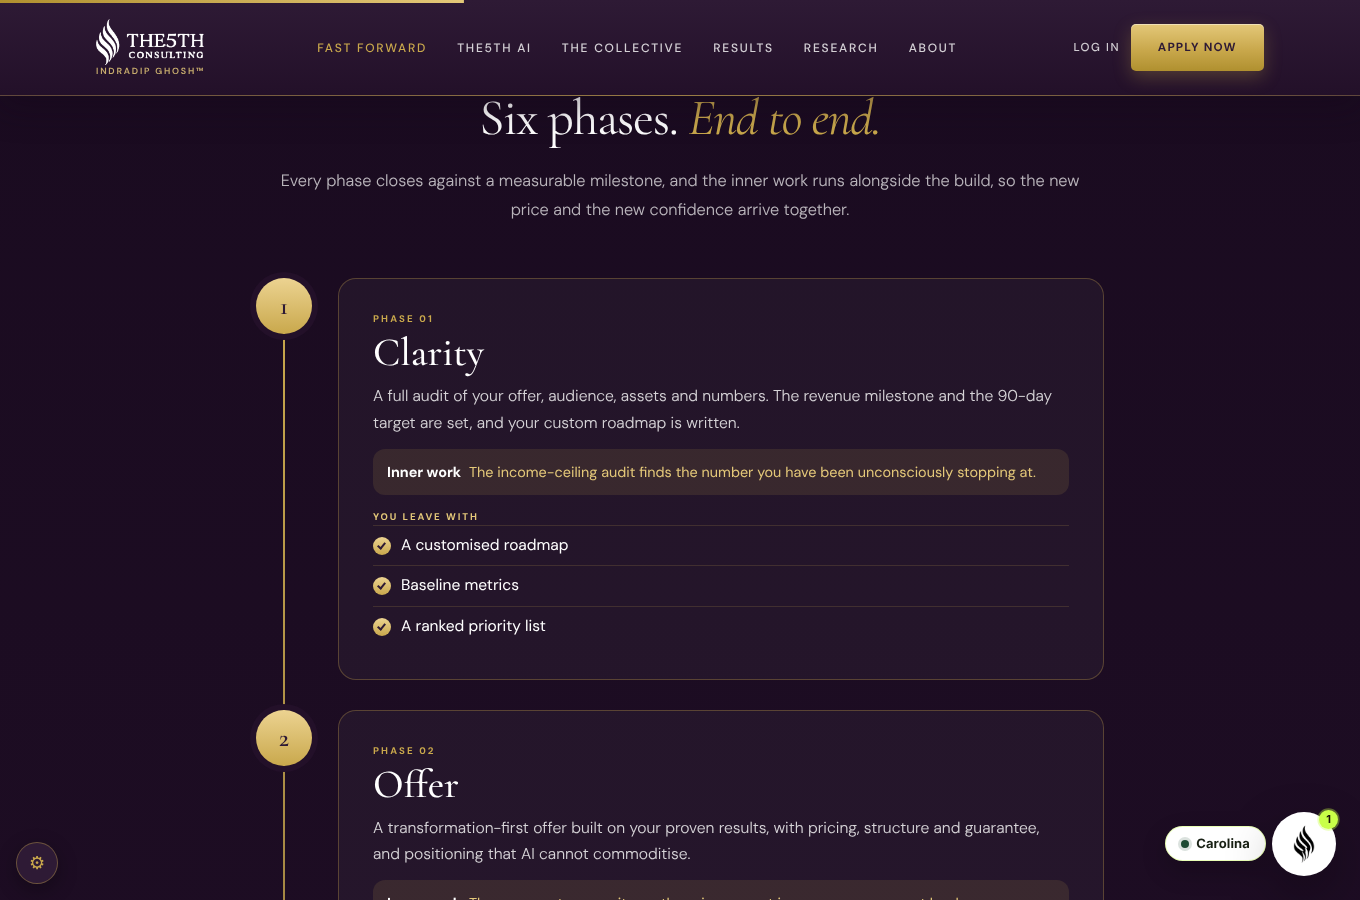 THE5TH
CONSULTING
INDRADIP GHOSH™
FAST FORWARD
THE5TH AI
THE COLLECTIVE
RESULTS
RESEARCH
ABOUT
LOG IN
APPLY NOW
Six phases. End to end.
Every phase closes against a measurable milestone, and the inner work runs alongside the build, so the new
price and the new confidence arrive together.
1
PHASE 01
Clarity
A full audit of your offer, audience, assets and numbers. The revenue milestone and the 90-day
target are set, and your custom roadmap is written.
Inner work The income-ceiling audit finds the number you have been unconsciously stopping at.
YOU LEAVE WITH
A customised roadmap
Baseline metrics
A ranked priority list
2
PHASE 02
Offer
A transformation-first offer built on your proven results, with pricing, structure and guarantee,
and positioning that AI cannot commoditise.
Carolina
1